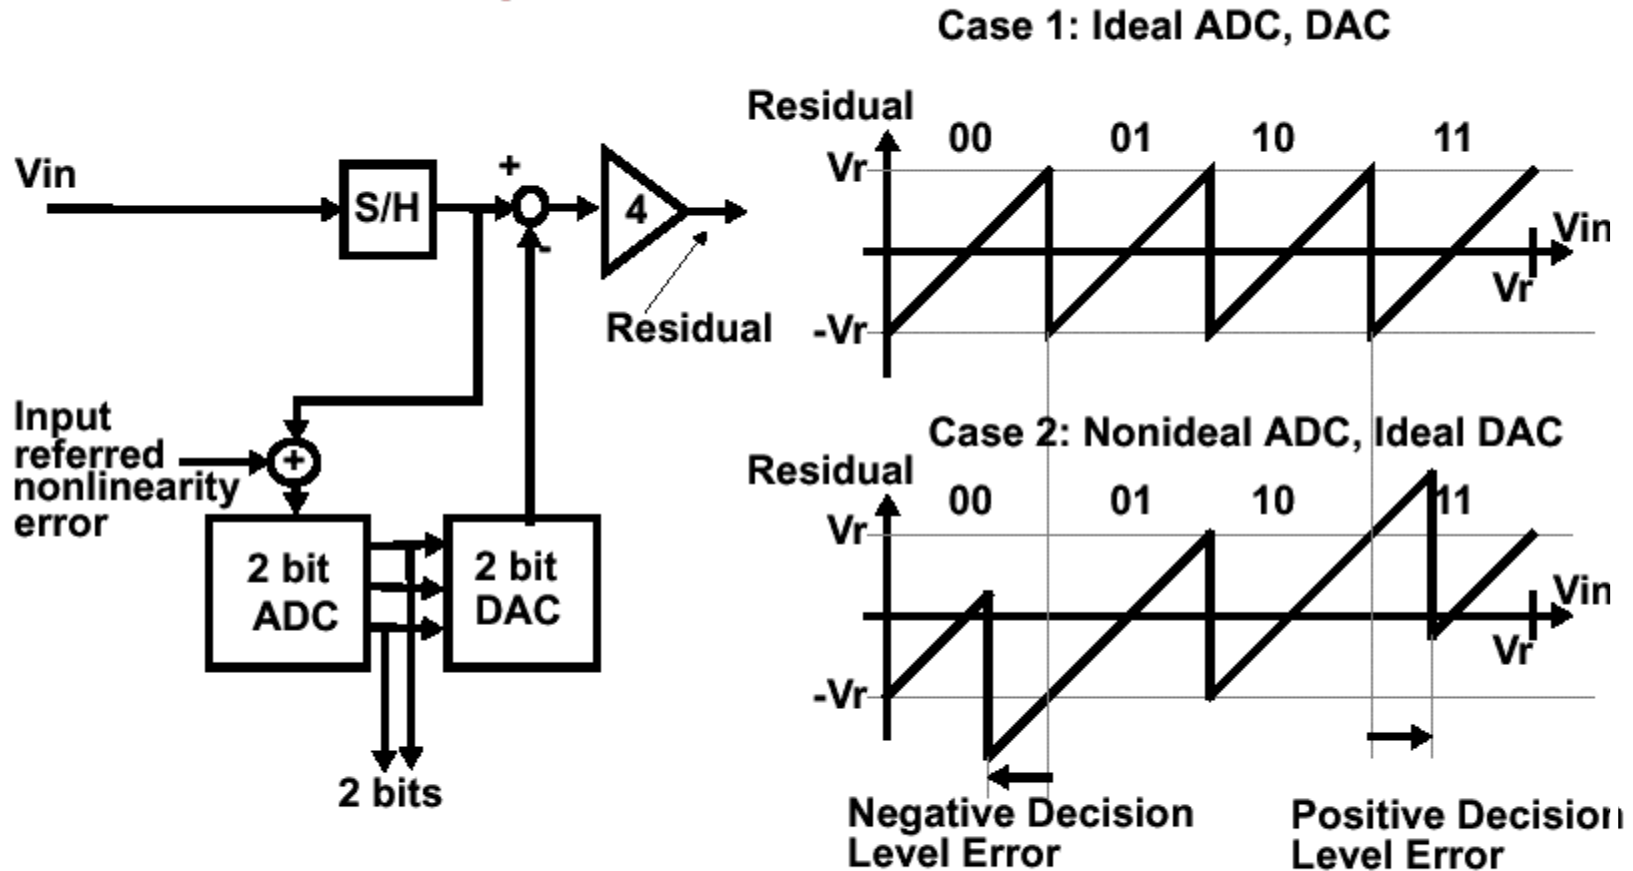 Case 1: Ideal ADC, DAC
Residual
00 01 10 11
Vr
Vin
Vr
-Vr
Vin
S/H
+
-
4
Residual
Input
referred
nonlinearity
error
+
2 bit
ADC
2 bit
DAC
2 bits
Case 2: Nonideal ADC, Ideal DAC
Residual
00 01 10 11
Vr
Vin
Vr
-Vr
Negative Decision
Level Error
Positive Decision
Level Error